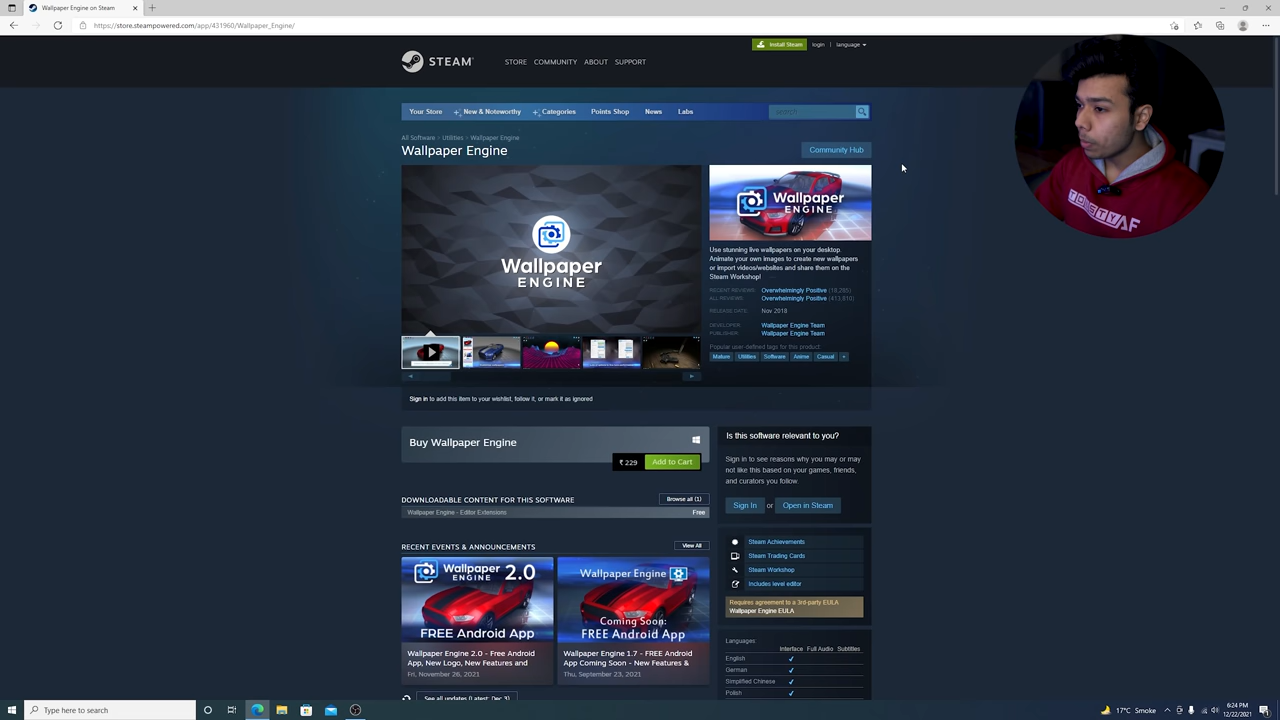 Wallpaper Engine on Steam
https://store.steampowered.com/app/431960/Wallpaper_Engine/
Install Steam login | language
STEAM
STORE COMMUNITY ABOUT SUPPORT
Your Store New & Noteworthy Categories Points Shop News Labs search
All Software > Utilities > Wallpaper Engine
Wallpaper Engine
Community Hub
Wallpaper
ENGINE
Wallpaper
ENGINE
Use stunning live wallpapers on your desktop.
Animate your own images to create new wallpapers
or import videos/websites and share them on the
Steam Workshop!
RECENT REVIEWS: Overwhelmingly Positive (18,285)
ALL REVIEWS: Overwhelmingly Positive (413,810)
RELEASE DATE: Nov 2018
DEVELOPER: Wallpaper Engine Team
PUBLISHER: Wallpaper Engine Team
Popular user-defined tags for this product:
Mature Utilities Software Anime Casual +
Sign in to add this item to your wishlist, follow it, or mark it as ignored
Buy Wallpaper Engine
₹ 229 Add to Cart
DOWNLOADABLE CONTENT FOR THIS SOFTWARE Browse all (1)
Wallpaper Engine - Editor Extensions Free
RECENT EVENTS & ANNOUNCEMENTS View All
Wallpaper
ENGINE 2.0
FREE Android App
Wallpaper Engine 2.0 - Free Android
App, New Logo, New Features and
Fri, November 26, 2021
Wallpaper Engine
Coming Soon:
FREE Android App
Wallpaper Engine 1.7 - FREE Android
App Coming Soon - New Features &
Thu, September 23, 2021
See all updates (Latest: Dec 3)
Is this software relevant to you?
Sign in to see reasons why you may or may
not like this based on your games, friends,
and curators you follow.
Sign In or Open in Steam
Steam Achievements
Steam Trading Cards
Steam Workshop
Includes level editor
Requires agreement to a 3rd-party EULA
Wallpaper Engine EULA
Languages:
Interface Full Audio Subtitles
English ✔
German ✔
Simplified Chinese ✔
Polish ✔
Type here to search
17°C Smoke
6:24 PM
12/22/2021